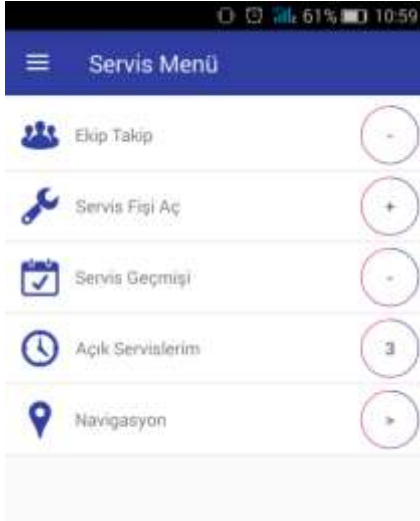 61% 10:59
Servis Menü
Ekip Takip -
Servis Fişi Aç +
Servis Geçmişi -
Açık Servislerim 3
Navigasyon >